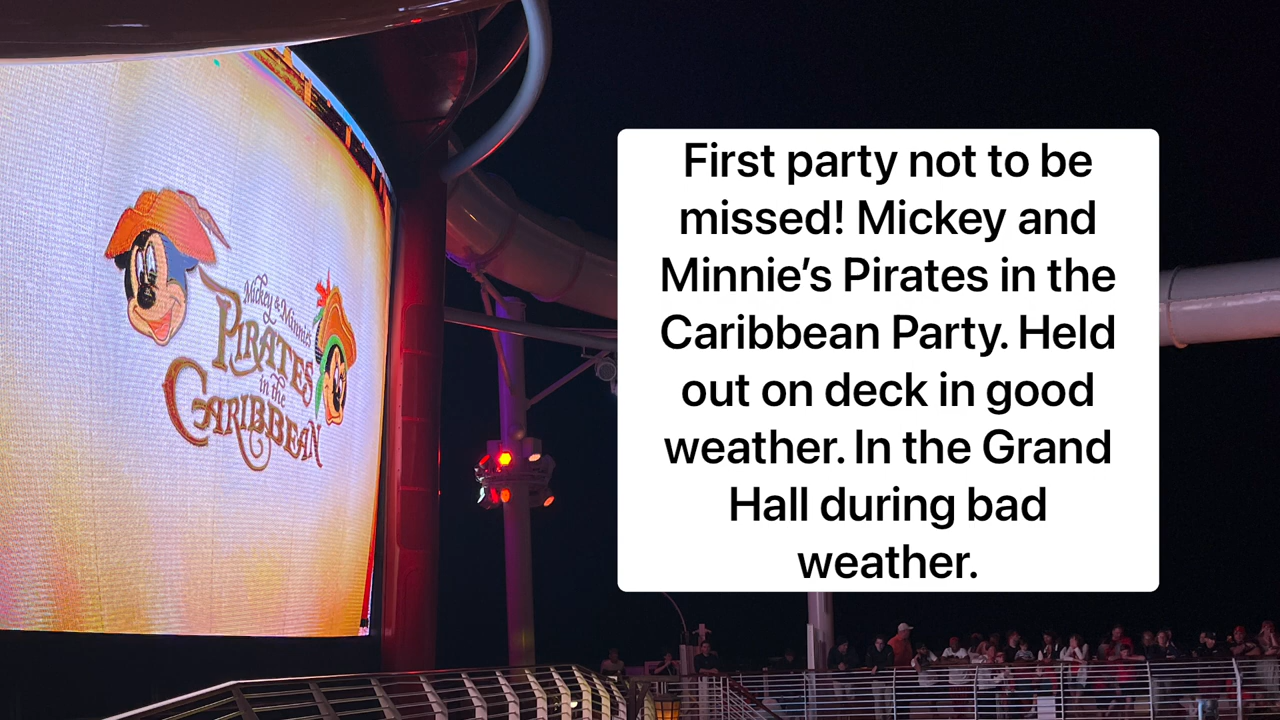 Mickey & Minnie's
PIRATES
in the
CARIBBEAN
First party not to be
missed! Mickey and
Minnie’s Pirates in the
Caribbean Party. Held
out on deck in good
weather. In the Grand
Hall during bad
weather.